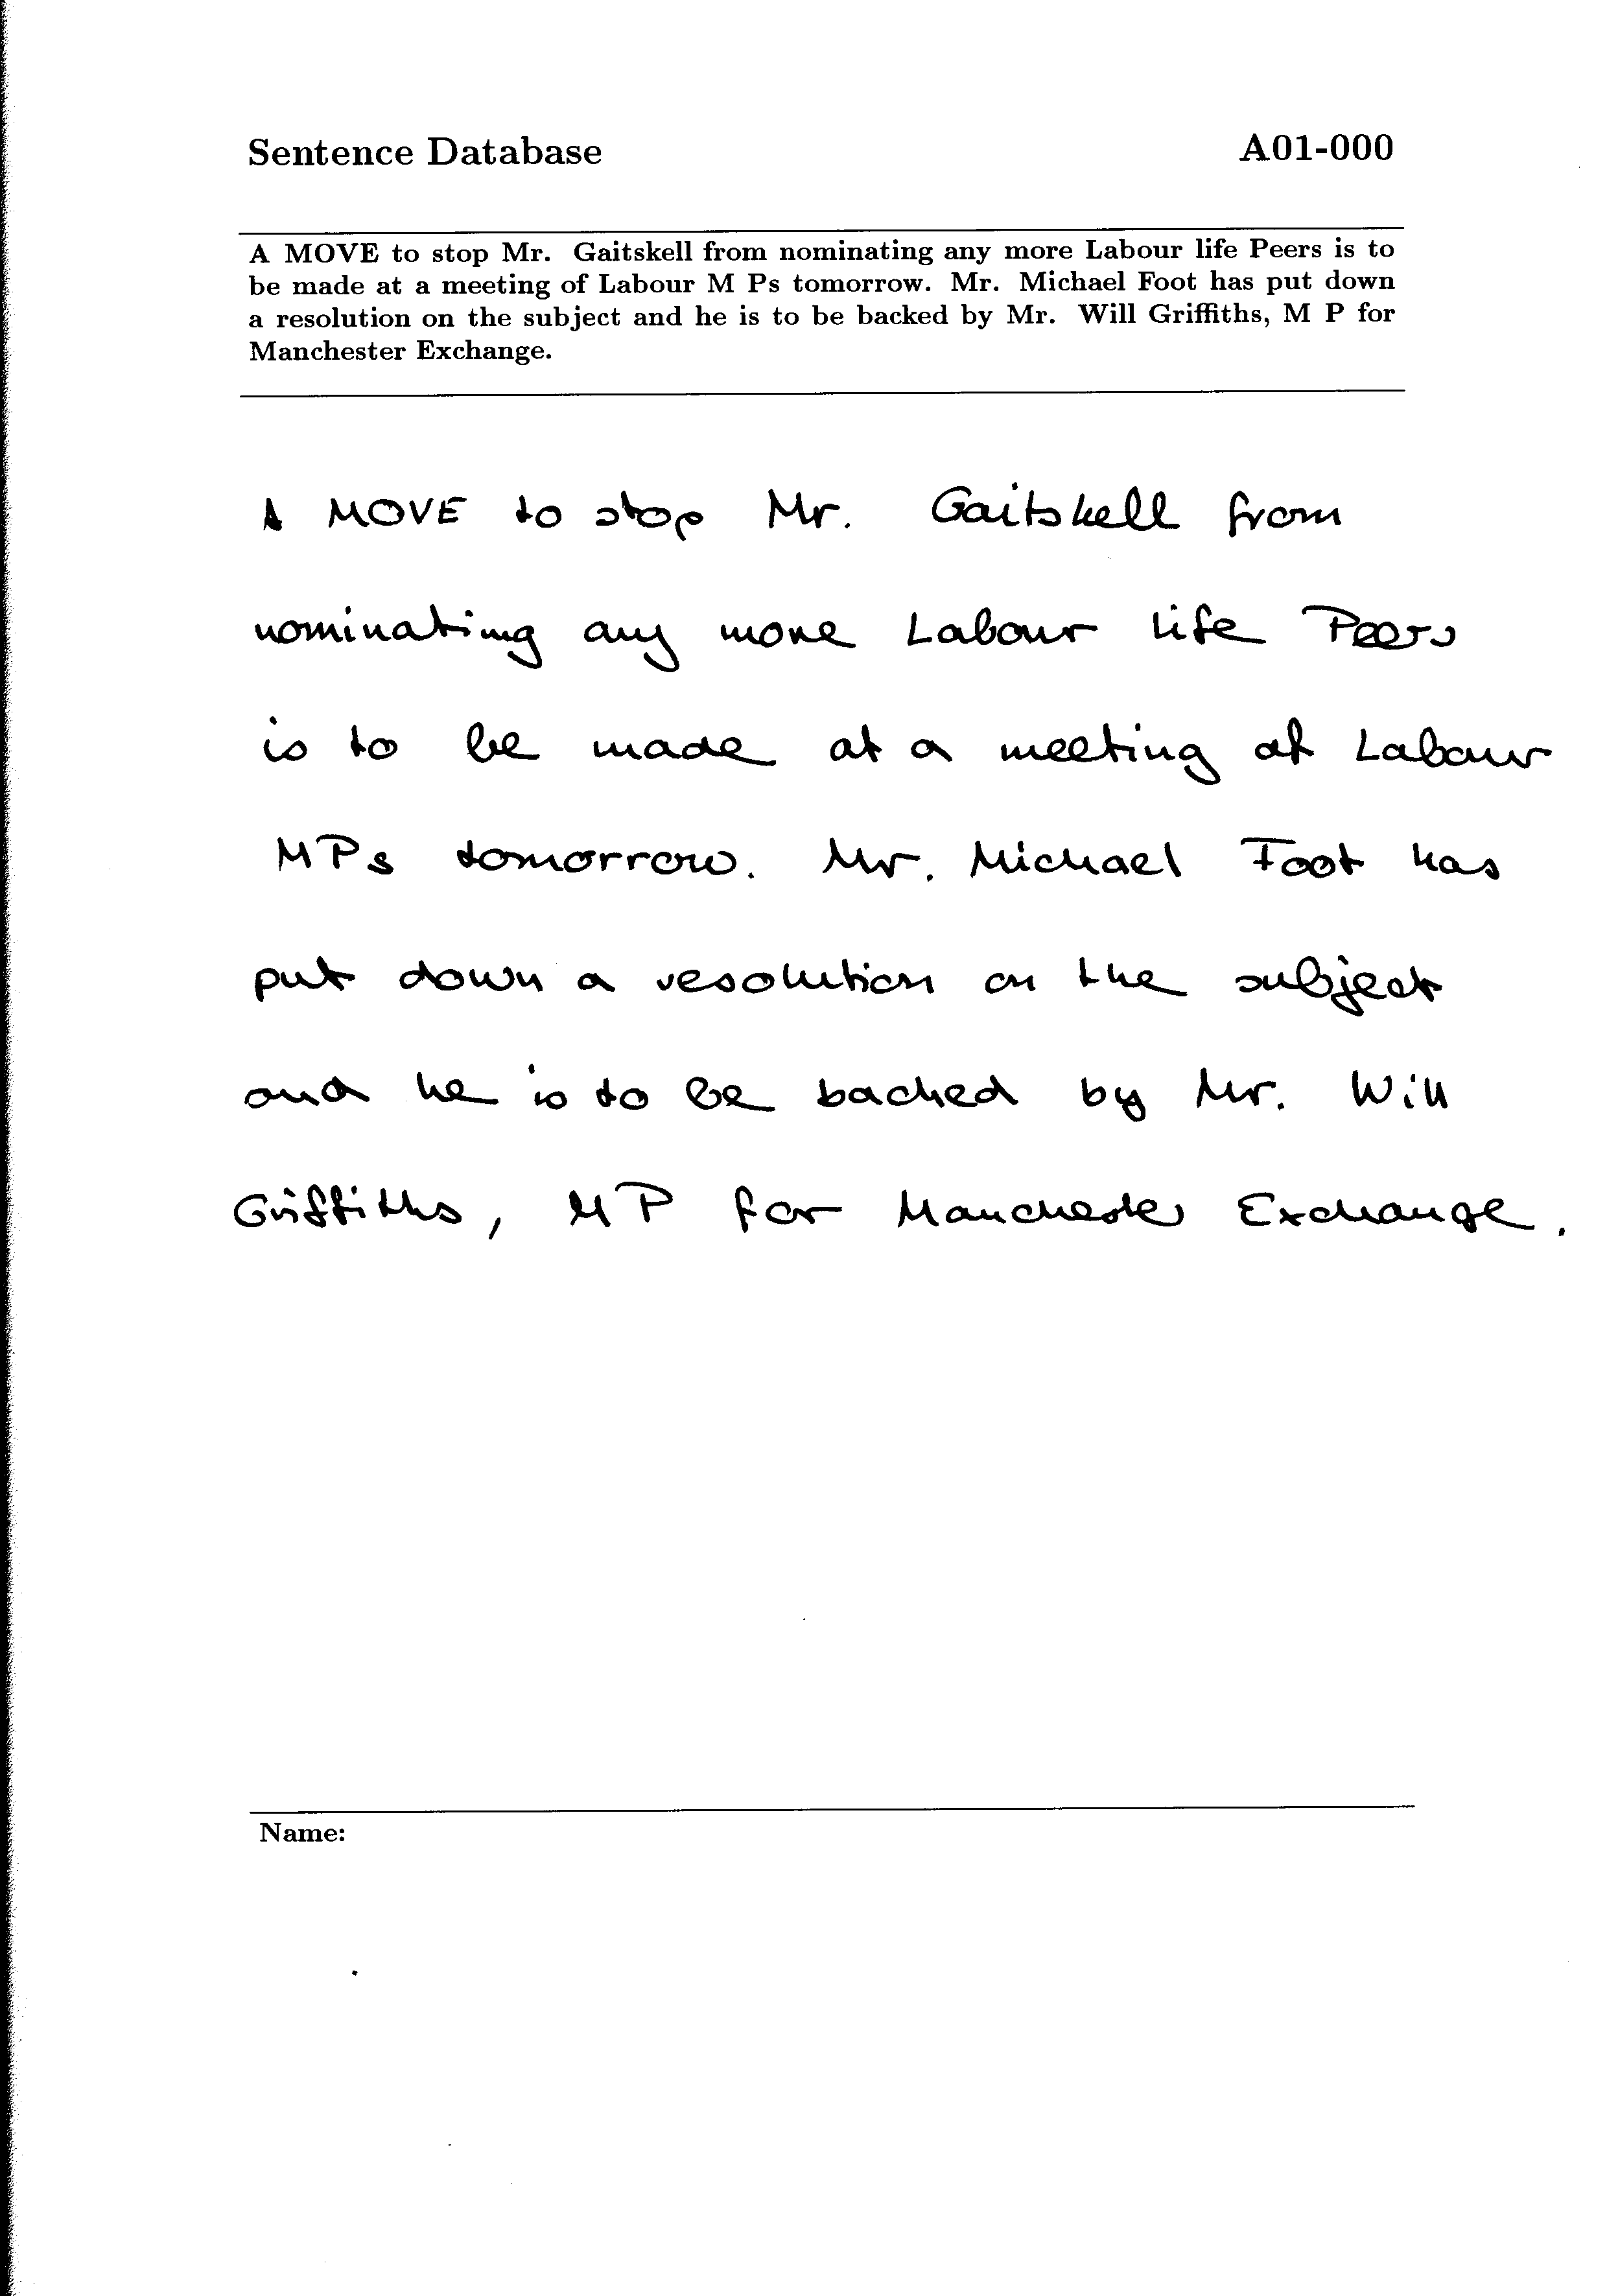 Sentence Database A01-000
A MOVE to stop Mr. Gaitskell from nominating any more Labour life Peers is to
be made at a meeting of Labour M Ps tomorrow. Mr. Michael Foot has put down
a resolution on the subject and he is to be backed by Mr. Will Griffiths, M P for
Manchester Exchange.
A MOVE to stop Mr. Gaitskell from
nominating any more Labour life Peers
is to be made at a meeting of Labour
MPs tomorrow. Mr. Michael Foot has
put down a resolution on the subject
and he is to be backed by Mr. Will
Griffiths, MP for Manchester Exchange.
Name: